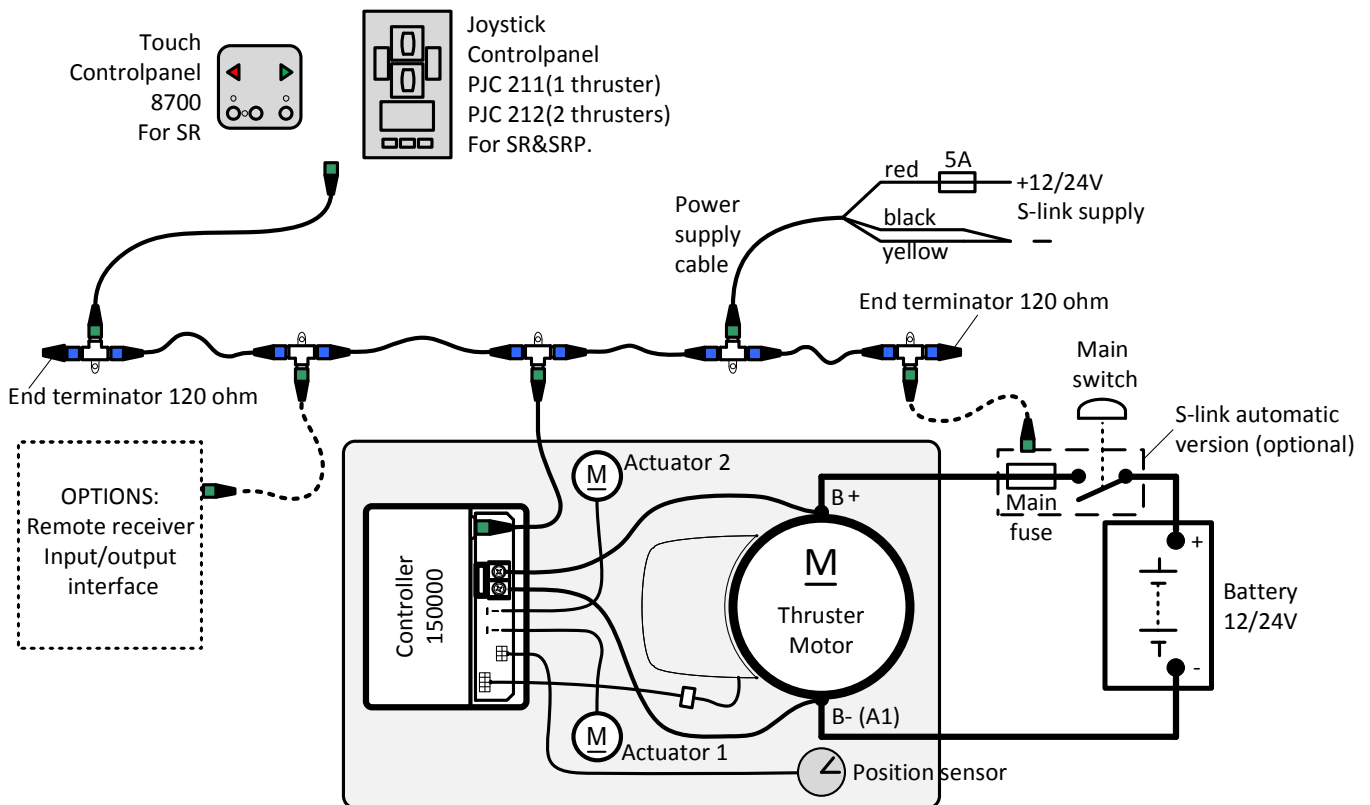 Touch
Controlpanel
8700
For SR
Joystick
Controlpanel
PJC 211(1 thruster)
PJC 212(2 thrusters)
For SR&SRP.
red
5A
+12/24V
S-link supply
black
yellow
Power
supply
cable
End terminator 120 ohm
End terminator 120 ohm
Main
switch
S-link automatic
version (optional)
OPTIONS:
Remote receiver
Input/output
interface
Actuator 2
M
B +
Main
fuse
Controller
150000
M
Thruster
Motor
+
Battery
12/24V
-
B- (A1)
M
Actuator 1
Position sensor